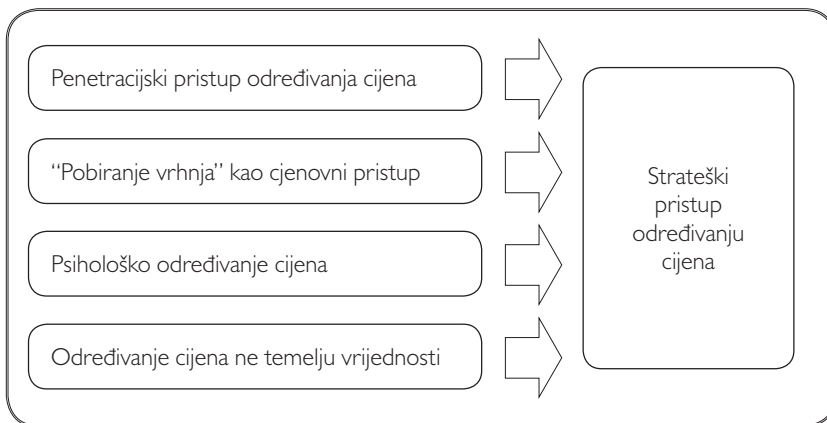 Penetracijski pristup određivanja cijena
“Pobiranje vrhnja” kao cjenovni pristup
Psihološko određivanje cijena
Određivanje cijena ne temelju vrijednosti
Strateški
pristup
određivanju
cijena